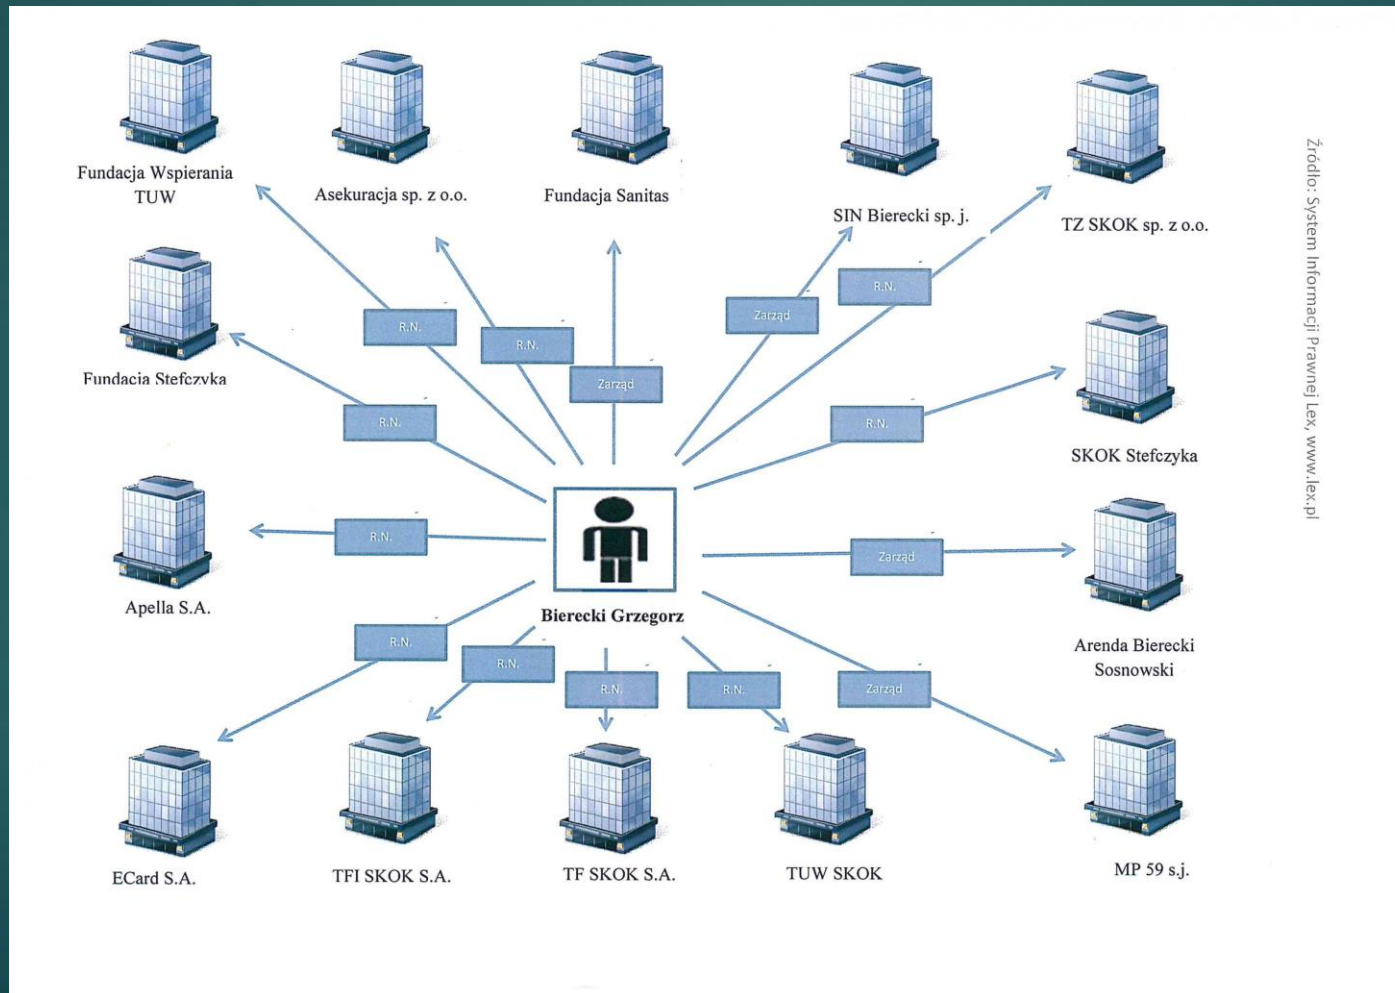 Fundacja Wspierania
TUW
Asekuracja sp. z o.o.
Fundacja Sanitas
SIN Bierecki sp. j.
TZ SKOK sp. z o.o.
Źródło: System Informacji Prawnej Lex, www.lex.pl
R.N.
R.N.
Zarząd
Zarząd
R.N.
Fundacja Stefczyka
R.N.
R.N.
SKOK Stefczyka
Apella S.A.
R.N.
Zarząd
Bierecki Grzegorz
Arenda Bierecki
Sosnowski
R.N.
R.N.
R.N.
R.N.
Zarząd
ECard S.A.
TFI SKOK S.A.
TF SKOK S.A.
TUW SKOK
MP 59 s.j.